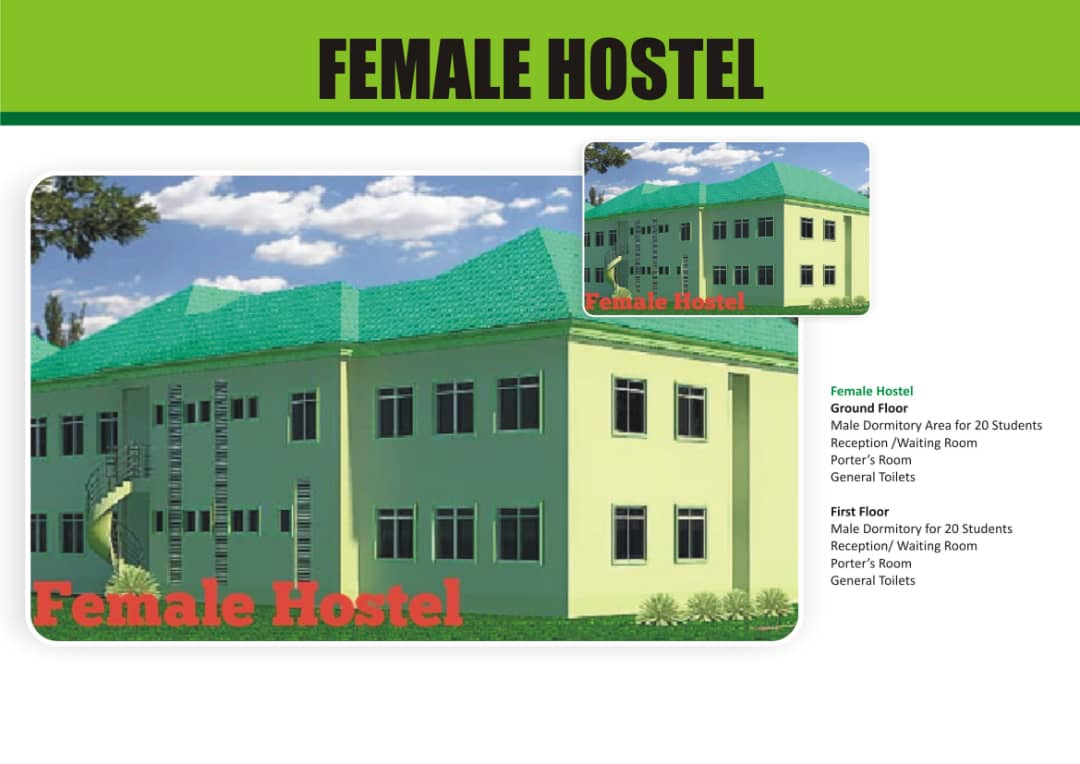 FEMALE HOSTEL
Female Hostel
Female Hostel
Female Hostel
Ground Floor
Male Dormitory Area for 20 Students
Reception /Waiting Room
Porter's Room
General Toilets
First Floor
Male Dormitory for 20 Students
Reception/ Waiting Room
Porter's Room
General Toilets